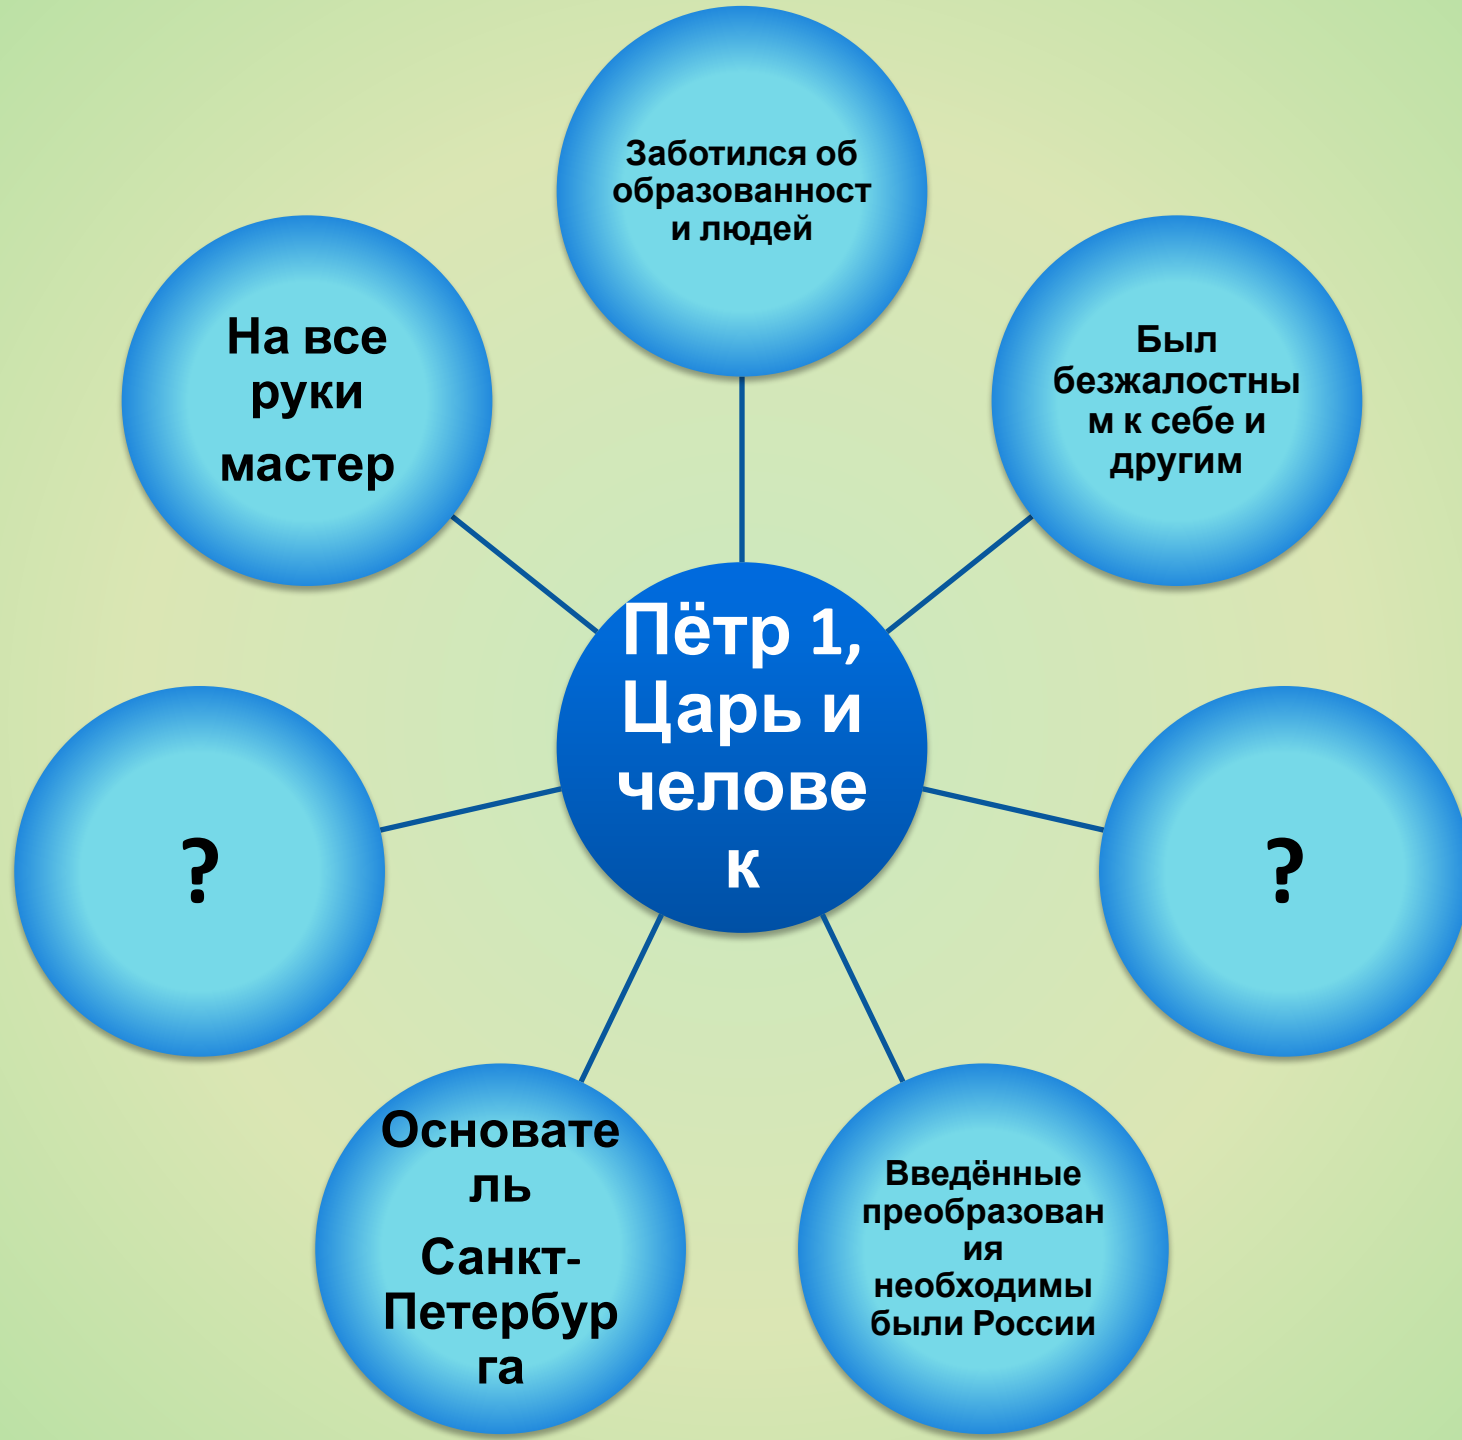 Заботился об
образованност
и людей
Был
безжалостны
м к себе и
другим
?
Введённые
преобразован
ия
необходимы
были России
Основате
ль
Санкт-
Петербур
га
?
На все
руки
мастер
Пётр 1,
Царь и
челове
к